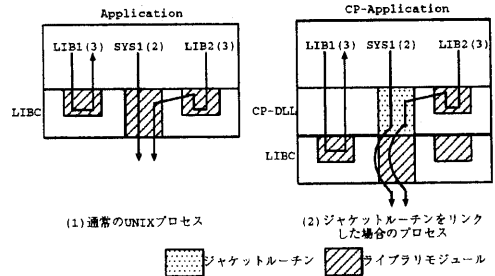 Application
LIB1(3) SYS1(2) LIB2(3)
LIBC
(1)通常のUNIXプロセス
CP-Application
LIB1(3) SYS1(2) LIB2(3)
CP-DLL
LIBC
(2)ジャケットルーチンをリンク
した場合のプロセス
ジャケットルーチン
ライブラリモジュール